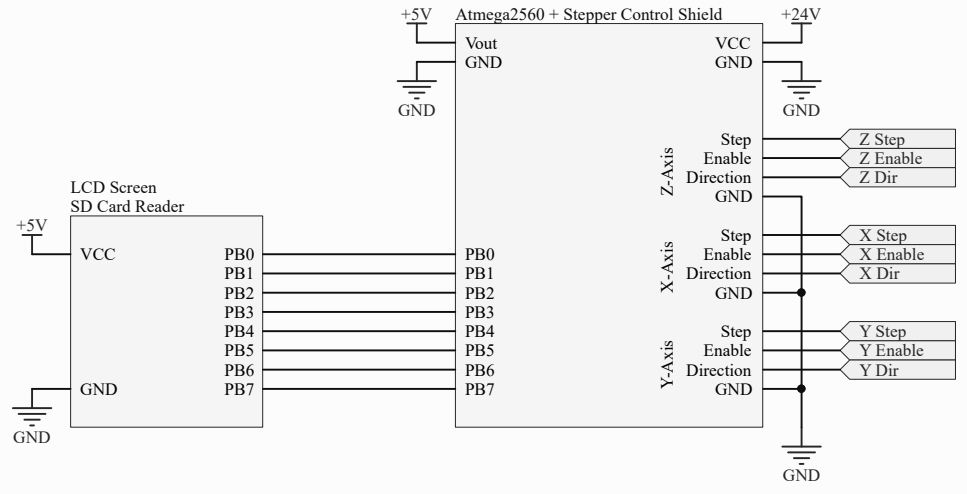 +5V
Atmega2560 + Stepper Control Shield
+24V
Vout
VCC
GND
GND
GND
GND
Z-Axis
Step
Z Step
Enable
Z Enable
Direction
Z Dir
GND
LCD Screen
SD Card Reader
+5V
VCC
GND
PB0
PB1
PB2
PB3
PB4
PB5
PB6
PB7
GND
PB0
PB1
PB2
PB3
PB4
PB5
PB6
PB7
X-Axis
Step
X Step
Enable
X Enable
Direction
X Dir
GND
Y-Axis
Step
Y Step
Enable
Y Enable
Direction
Y Dir
GND
GND